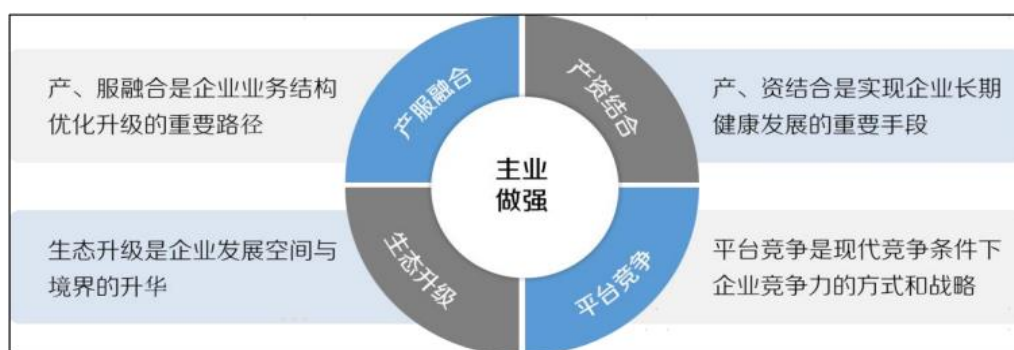 产、服融合是企业业务结构
优化升级的重要路径
产服融合
产资结合
产、资结合是实现企业长期
健康发展的重要手段
主业
做强
生态升级是企业发展空间与
境界的升华
生态升级
平台竞争
平台竞争是现代竞争条件下
企业竞争力的方式和战略